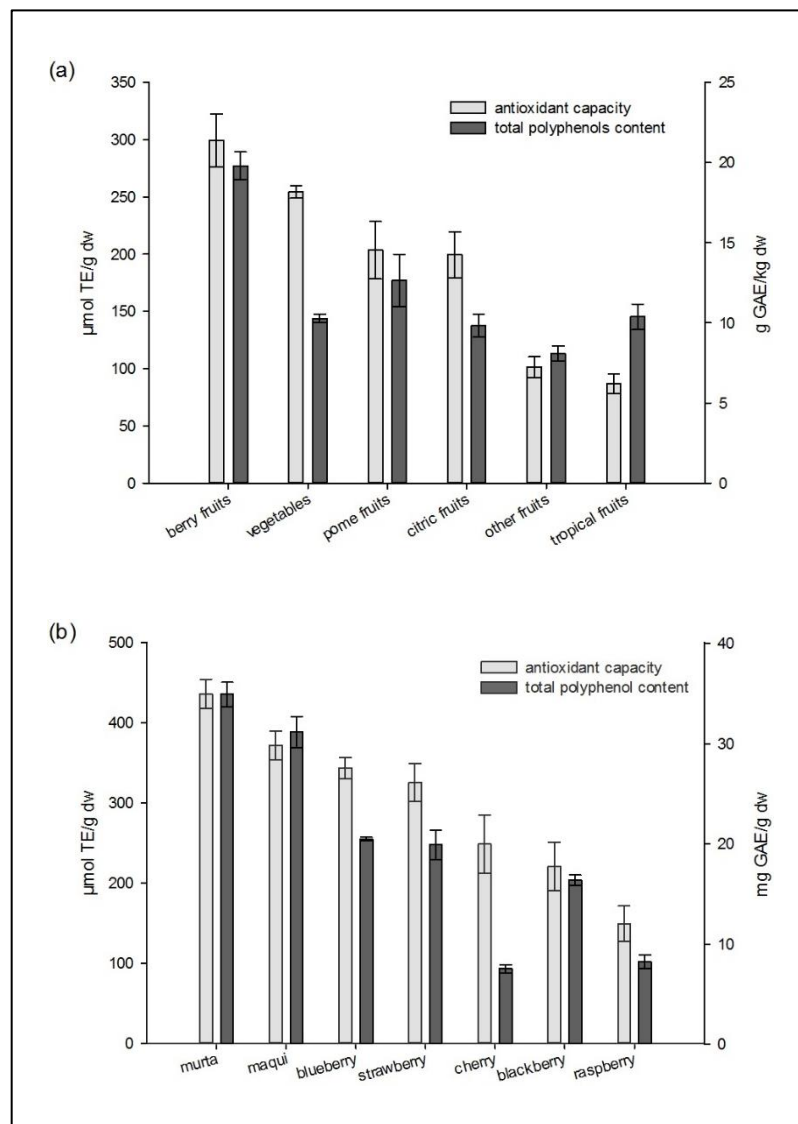 (a)
350
300
250
200
150
100
50
0
µmol TE/g dw
antioxidant capacity
total polyphenols content
25
20
15
10
5
0
g GAE/kg dw
berry fruits
vegetables
pome fruits
citric fruits
other fruits
tropical fruits
(b)
500
400
300
200
100
0
µmol TE/g dw
antioxidant capacity
total polyphenol content
40
30
20
10
0
mg GAE/g dw
murta
maqui
blueberry
strawberry
cherry
blackberry
raspberry